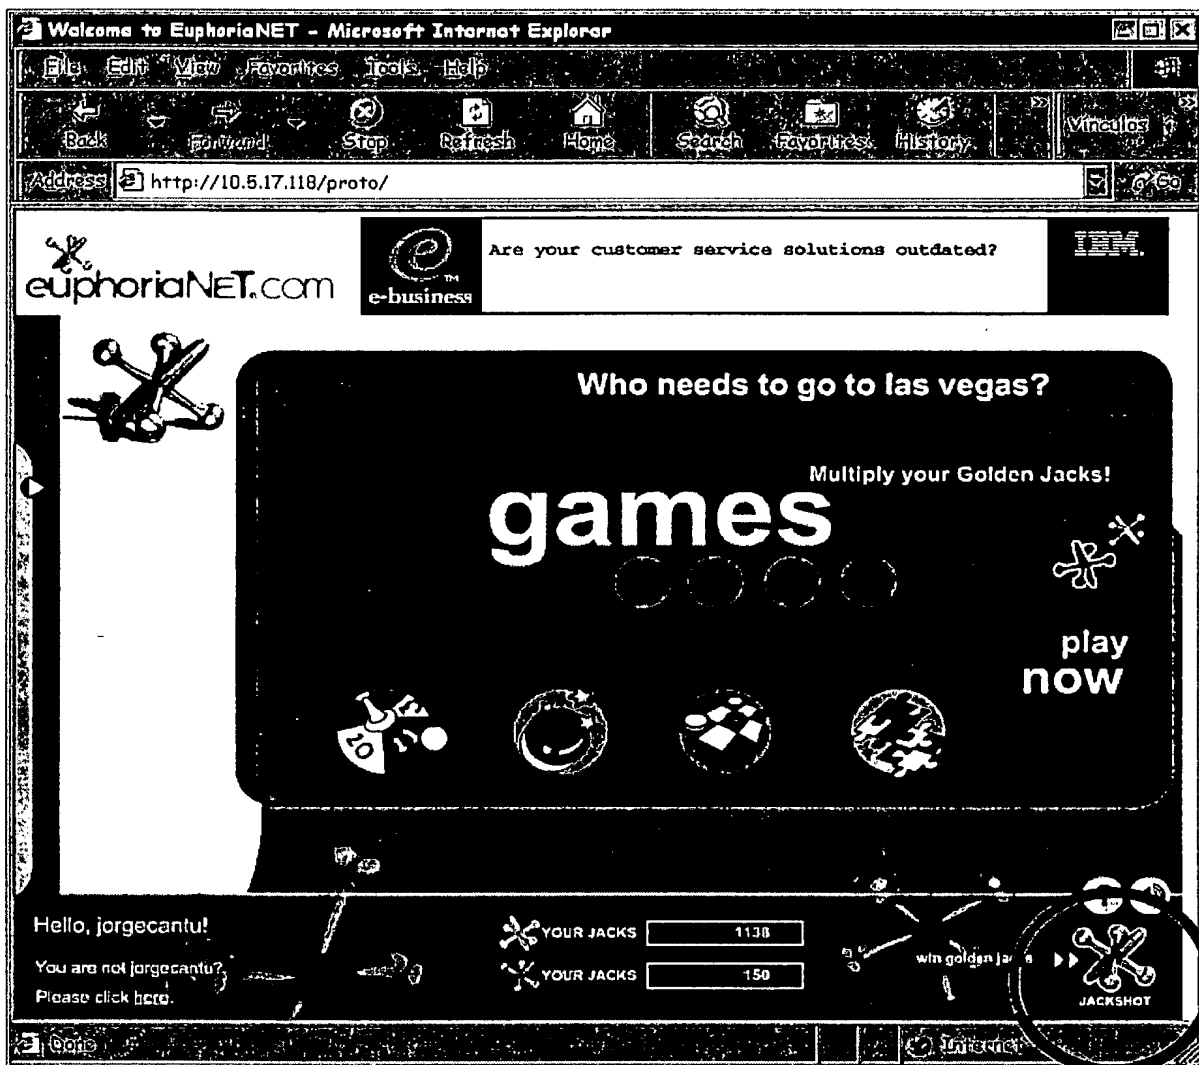 Welcome to EuphoriaNET - Microsoft Internet Explorer
File Edit View Favorites Tools Help
Back Forward Stop Refresh Home Search Favorites History Vínculos
Address http://10.5.17.118/proto/ Go
euphoriaNET.com
e-business TM
Are your customer service solutions outdated?
IBM.
Who needs to go to las vegas?
Multiply your Golden Jacks!
games
play
now
20
Hello, jorgecantu!
You are not jorgecantu?
Please click here.
YOUR JACKS 1138
YOUR JACKS 150
win golden jacks
JACKSHOT
Done
Internet